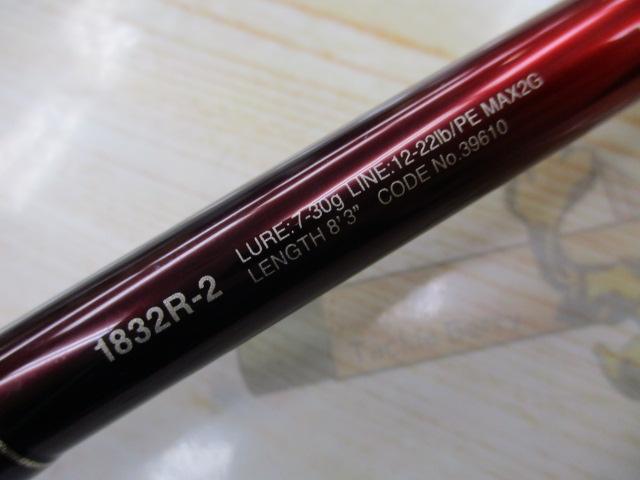 1832R-2
LURE:7-30g LINE:12-22lb/PE MAX2G
LENGTH 8'3" CODE No.39610